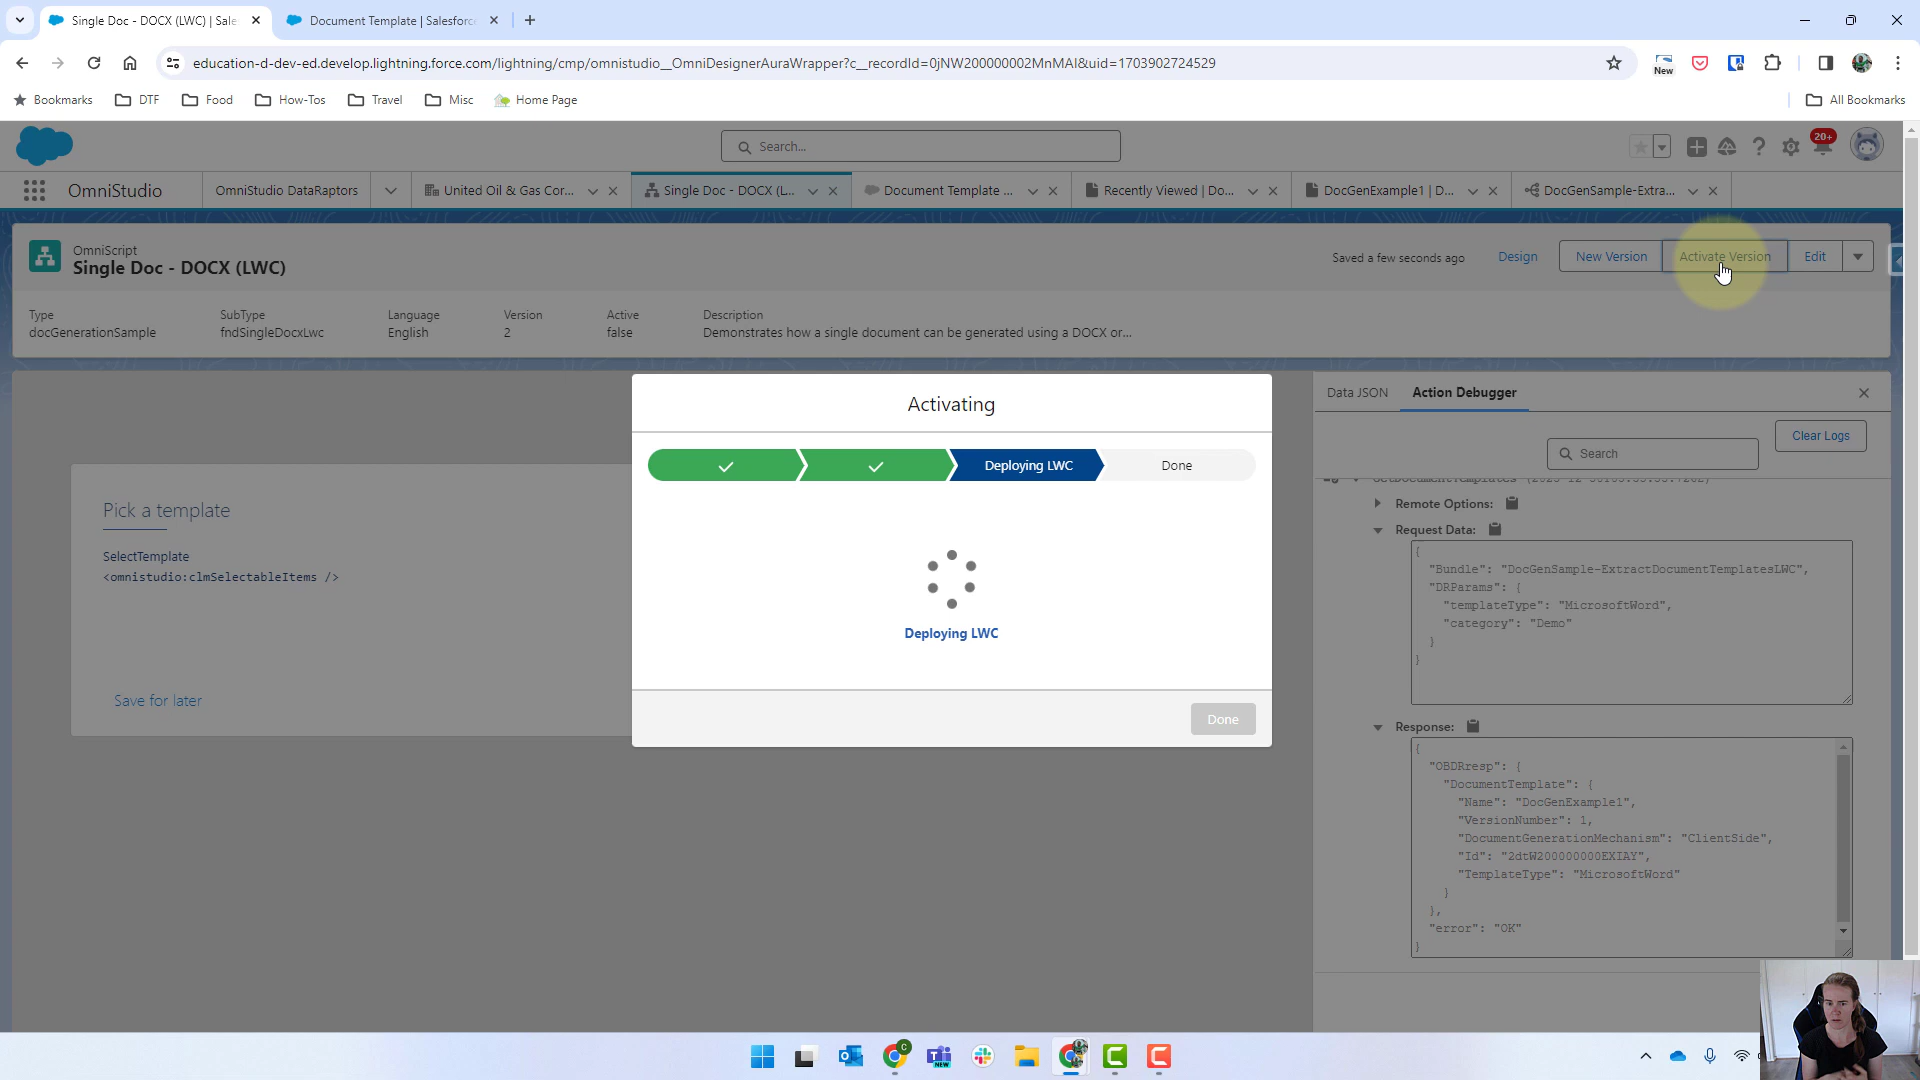 Single Doc - DOCX (LWC) | Sale
Document Template | Salesforce
education-d-dev-ed.develop.lightning.force.com/lightning/cmp/omnistudio__OmniDesignerAuraWrapper?c__recordId=0jNW200000002MnMAI&uid=1703902724529
New
Bookmarks
DTF
Food
How-Tos
Travel
Misc
Home Page
All Bookmarks
Search...
20+
OmniStudio
OmniStudio DataRaptors
United Oil & Gas Cor...
Single Doc - DOCX (L...
Document Template ...
Recently Viewed | Do...
DocGenExample1 | D...
DocGenSample-Extra...
OmniScript
Single Doc - DOCX (LWC)
Saved a few seconds ago
Design
New Version
Activate Version
Edit
Type
docGenerationSample
SubType
fndSingleDocxLwc
Language
English
Version
2
Active
false
Description
Demonstrates how a single document can be generated using a DOCX or...
Pick a template
SelectTemplate
<omnistudio:clmSelectableItems />
Save for later
Activating
Deploying LWC
Done
Deploying LWC
Done
Data JSON
Action Debugger
Search
Clear Logs
Remote Options:
Request Data:
{
"Bundle": "DocGenSample-ExtractDocumentTemplatesLWC",
"DRParams": {
"templateType": "MicrosoftWord",
"category": "Demo"
}
}
Response:
{
"OBDRresp": {
"DocumentTemplate": {
"Name": "DocGenExample1",
"VersionNumber": 1,
"DocumentGenerationMechanism": "ClientSide",
"Id": "2dtW200000000EXIAY",
"TemplateType": "MicrosoftWord"
}
},
"error": "OK"
}